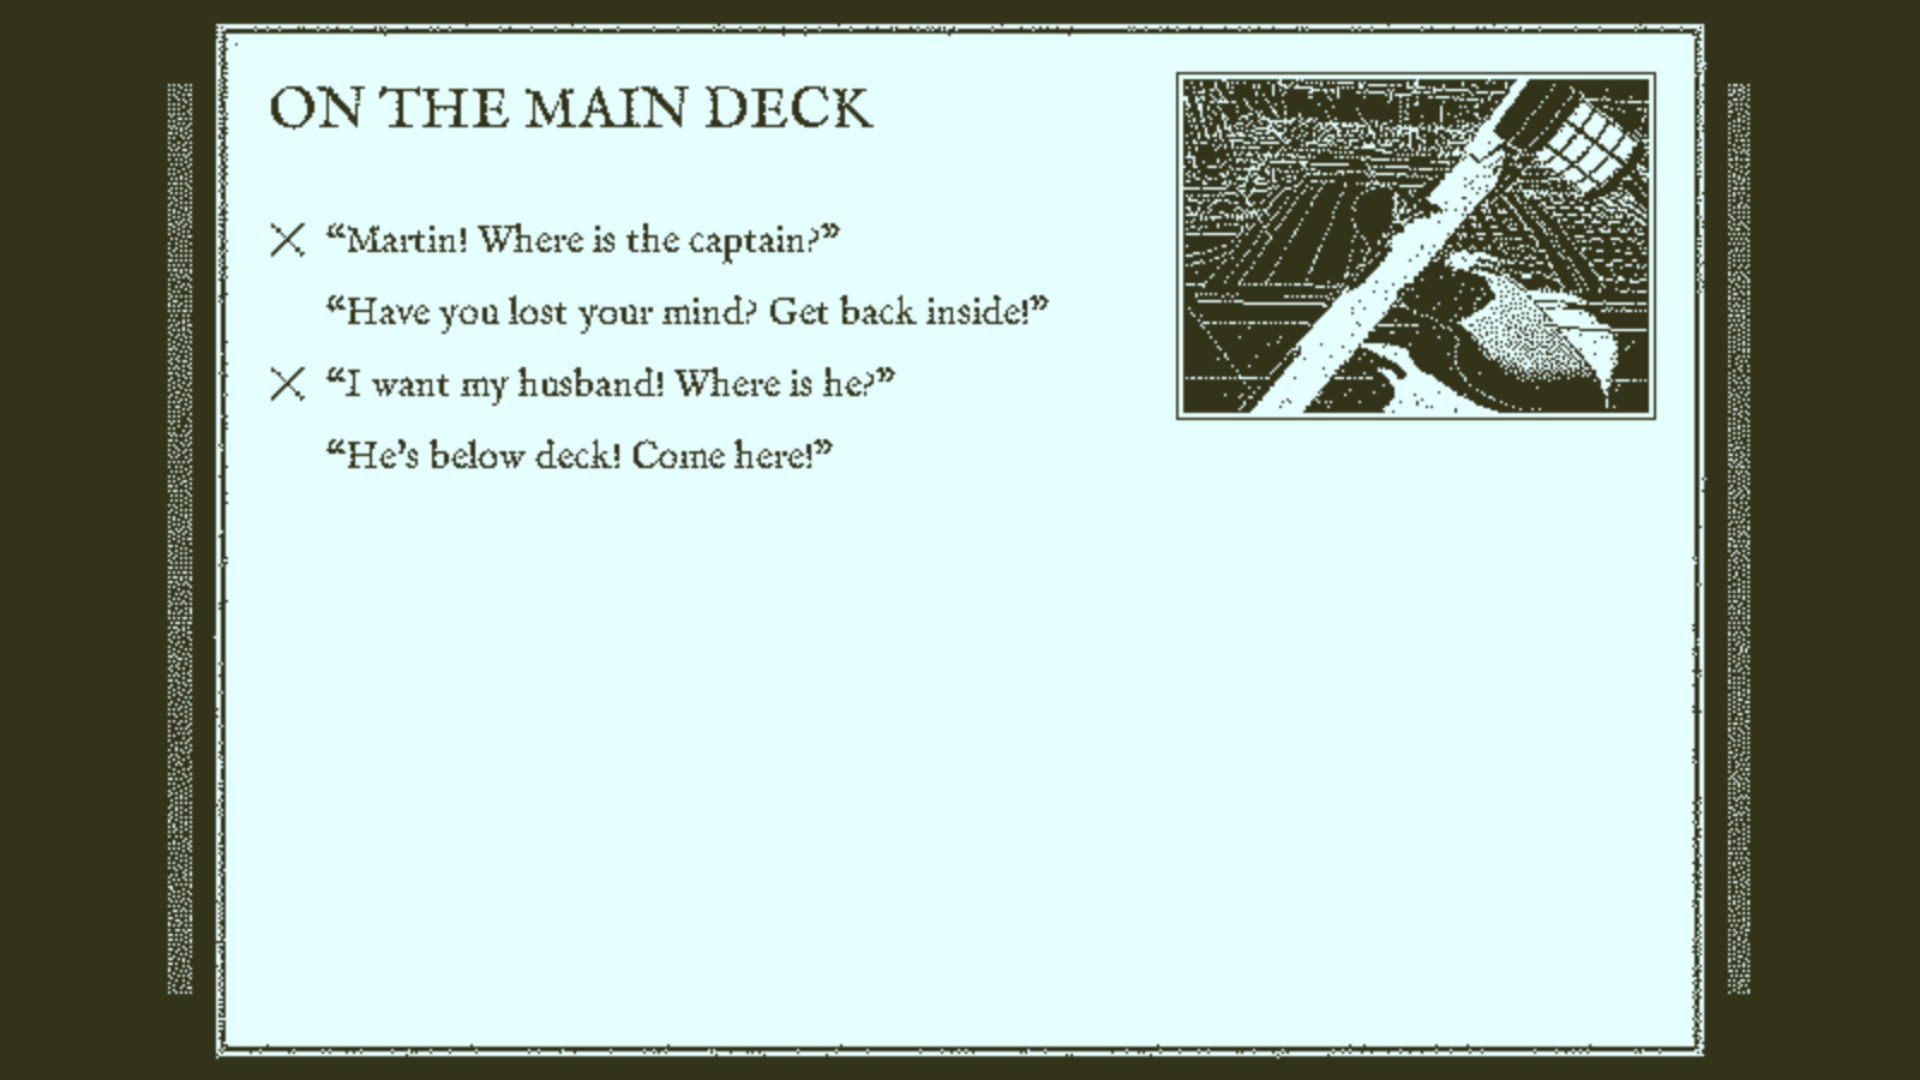 ON THE MAIN DECK
“Martin! Where is the captain?”
“Have you lost your mind? Get back inside!”
“I want my husband! Where is he?”
“He’s below deck! Come here!”